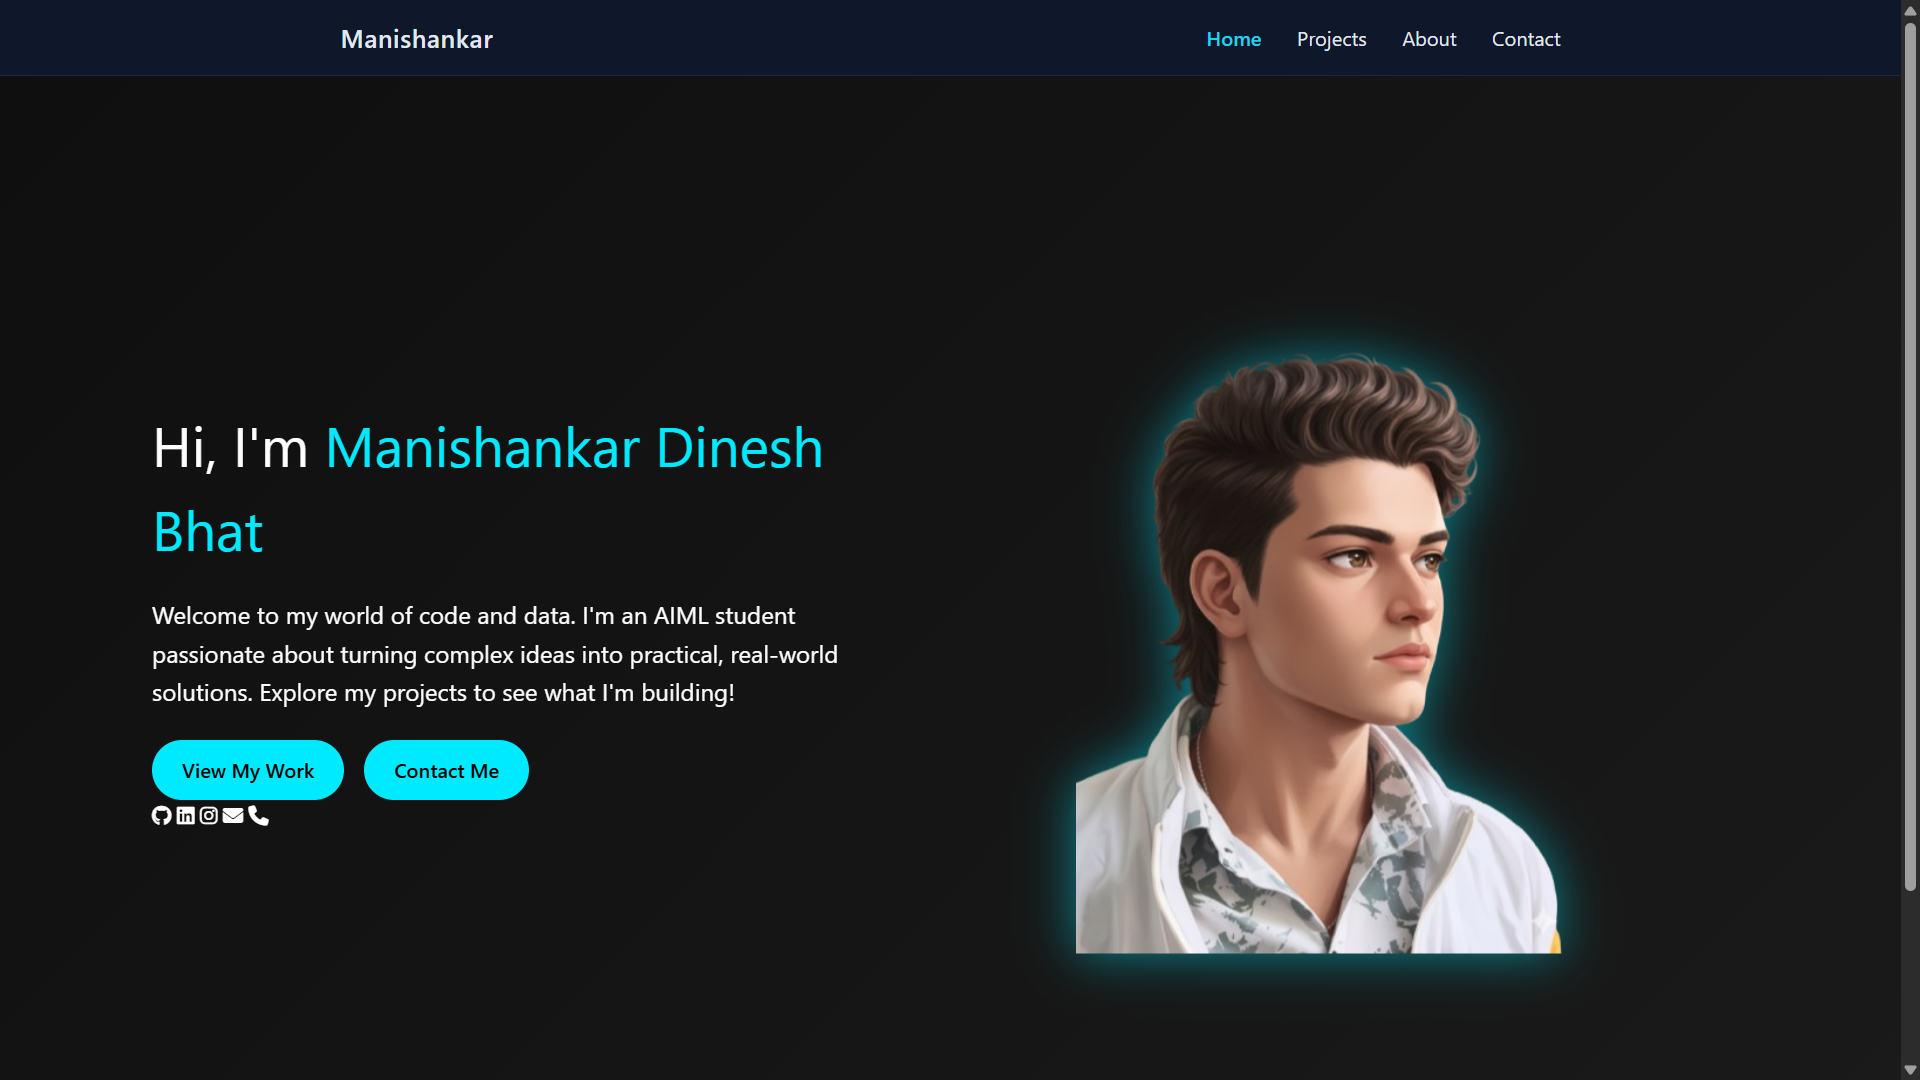 Manishankar
Home Projects About Contact
Hi, I'm Manishankar Dinesh
Bhat
Welcome to my world of code and data. I'm an AIML student
passionate about turning complex ideas into practical, real-world
solutions. Explore my projects to see what I'm building!
View My Work Contact Me